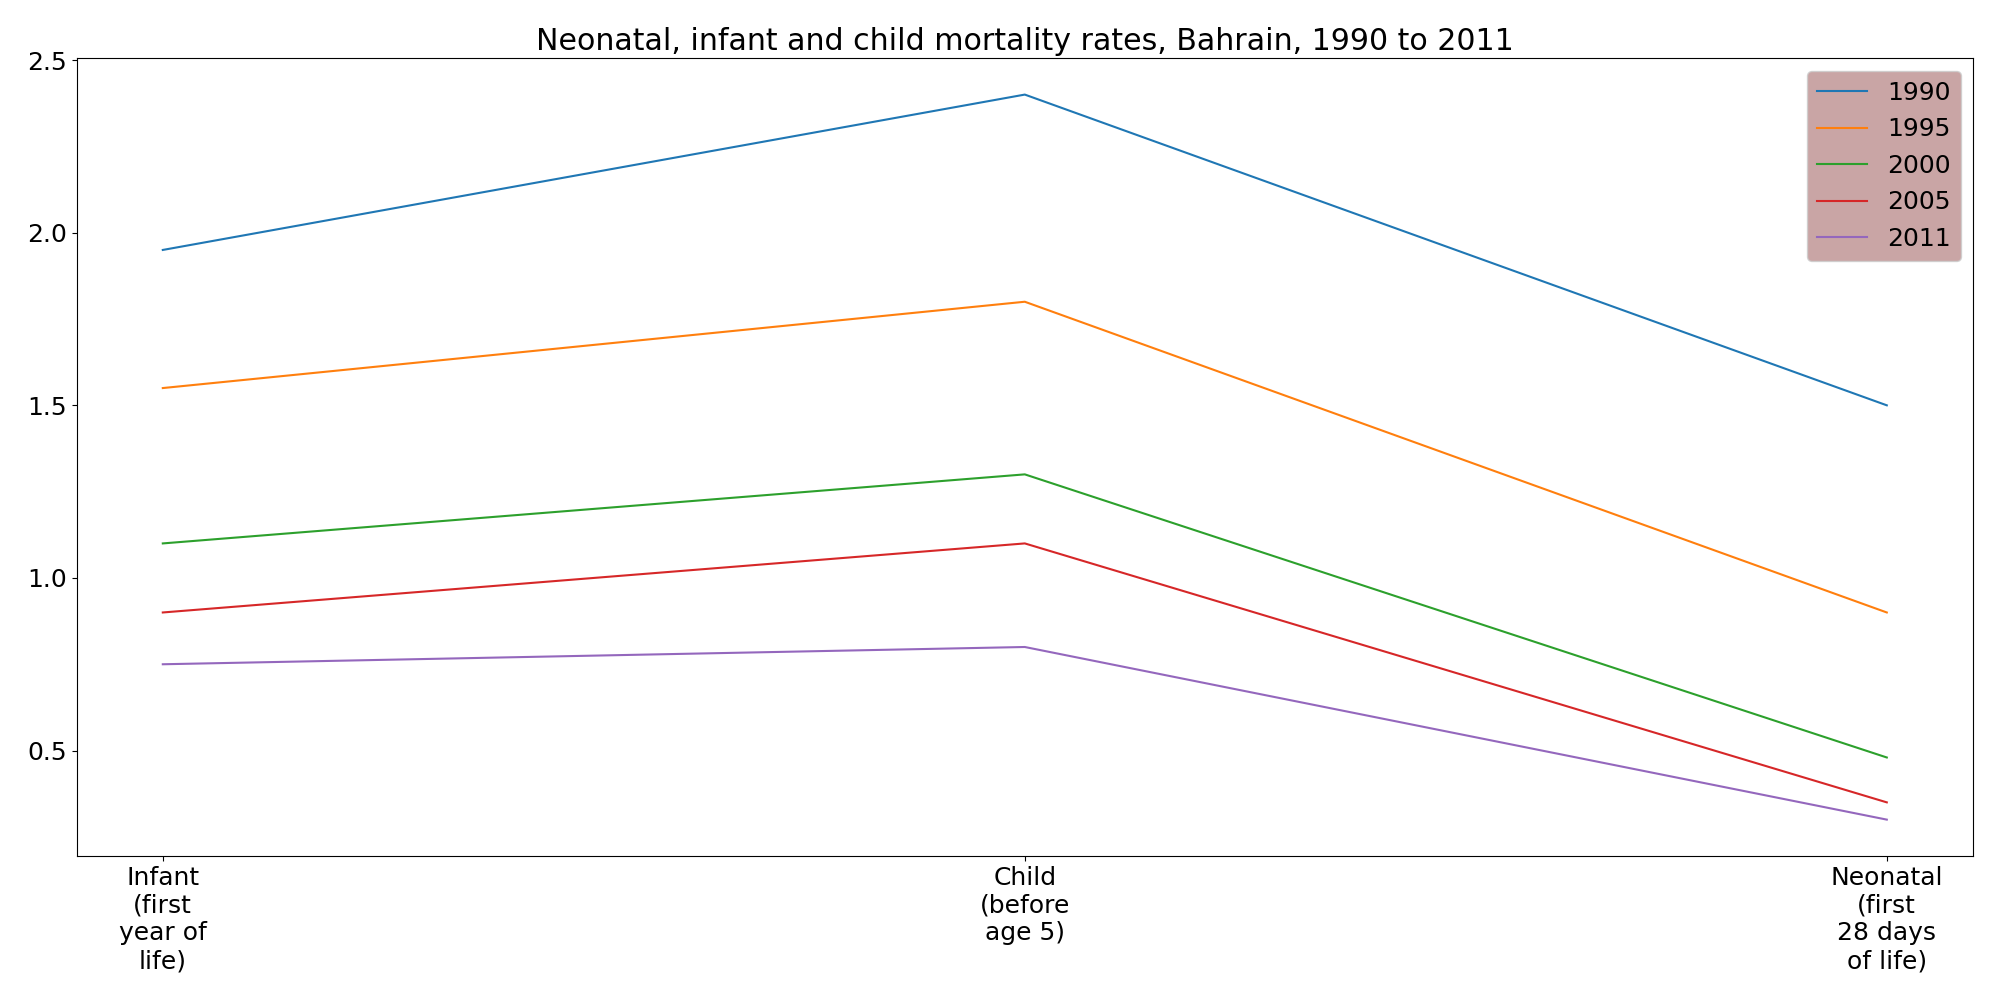 Neonatal, infant and child mortality rates, Bahrain, 1990 to 2011
2.5
2.0
1.5
1.0
0.5
1990
1995
2000
2005
2011
Infant
(first
year of
life)
Child
(before
age 5)
Neonatal
(first
28 days
of life)